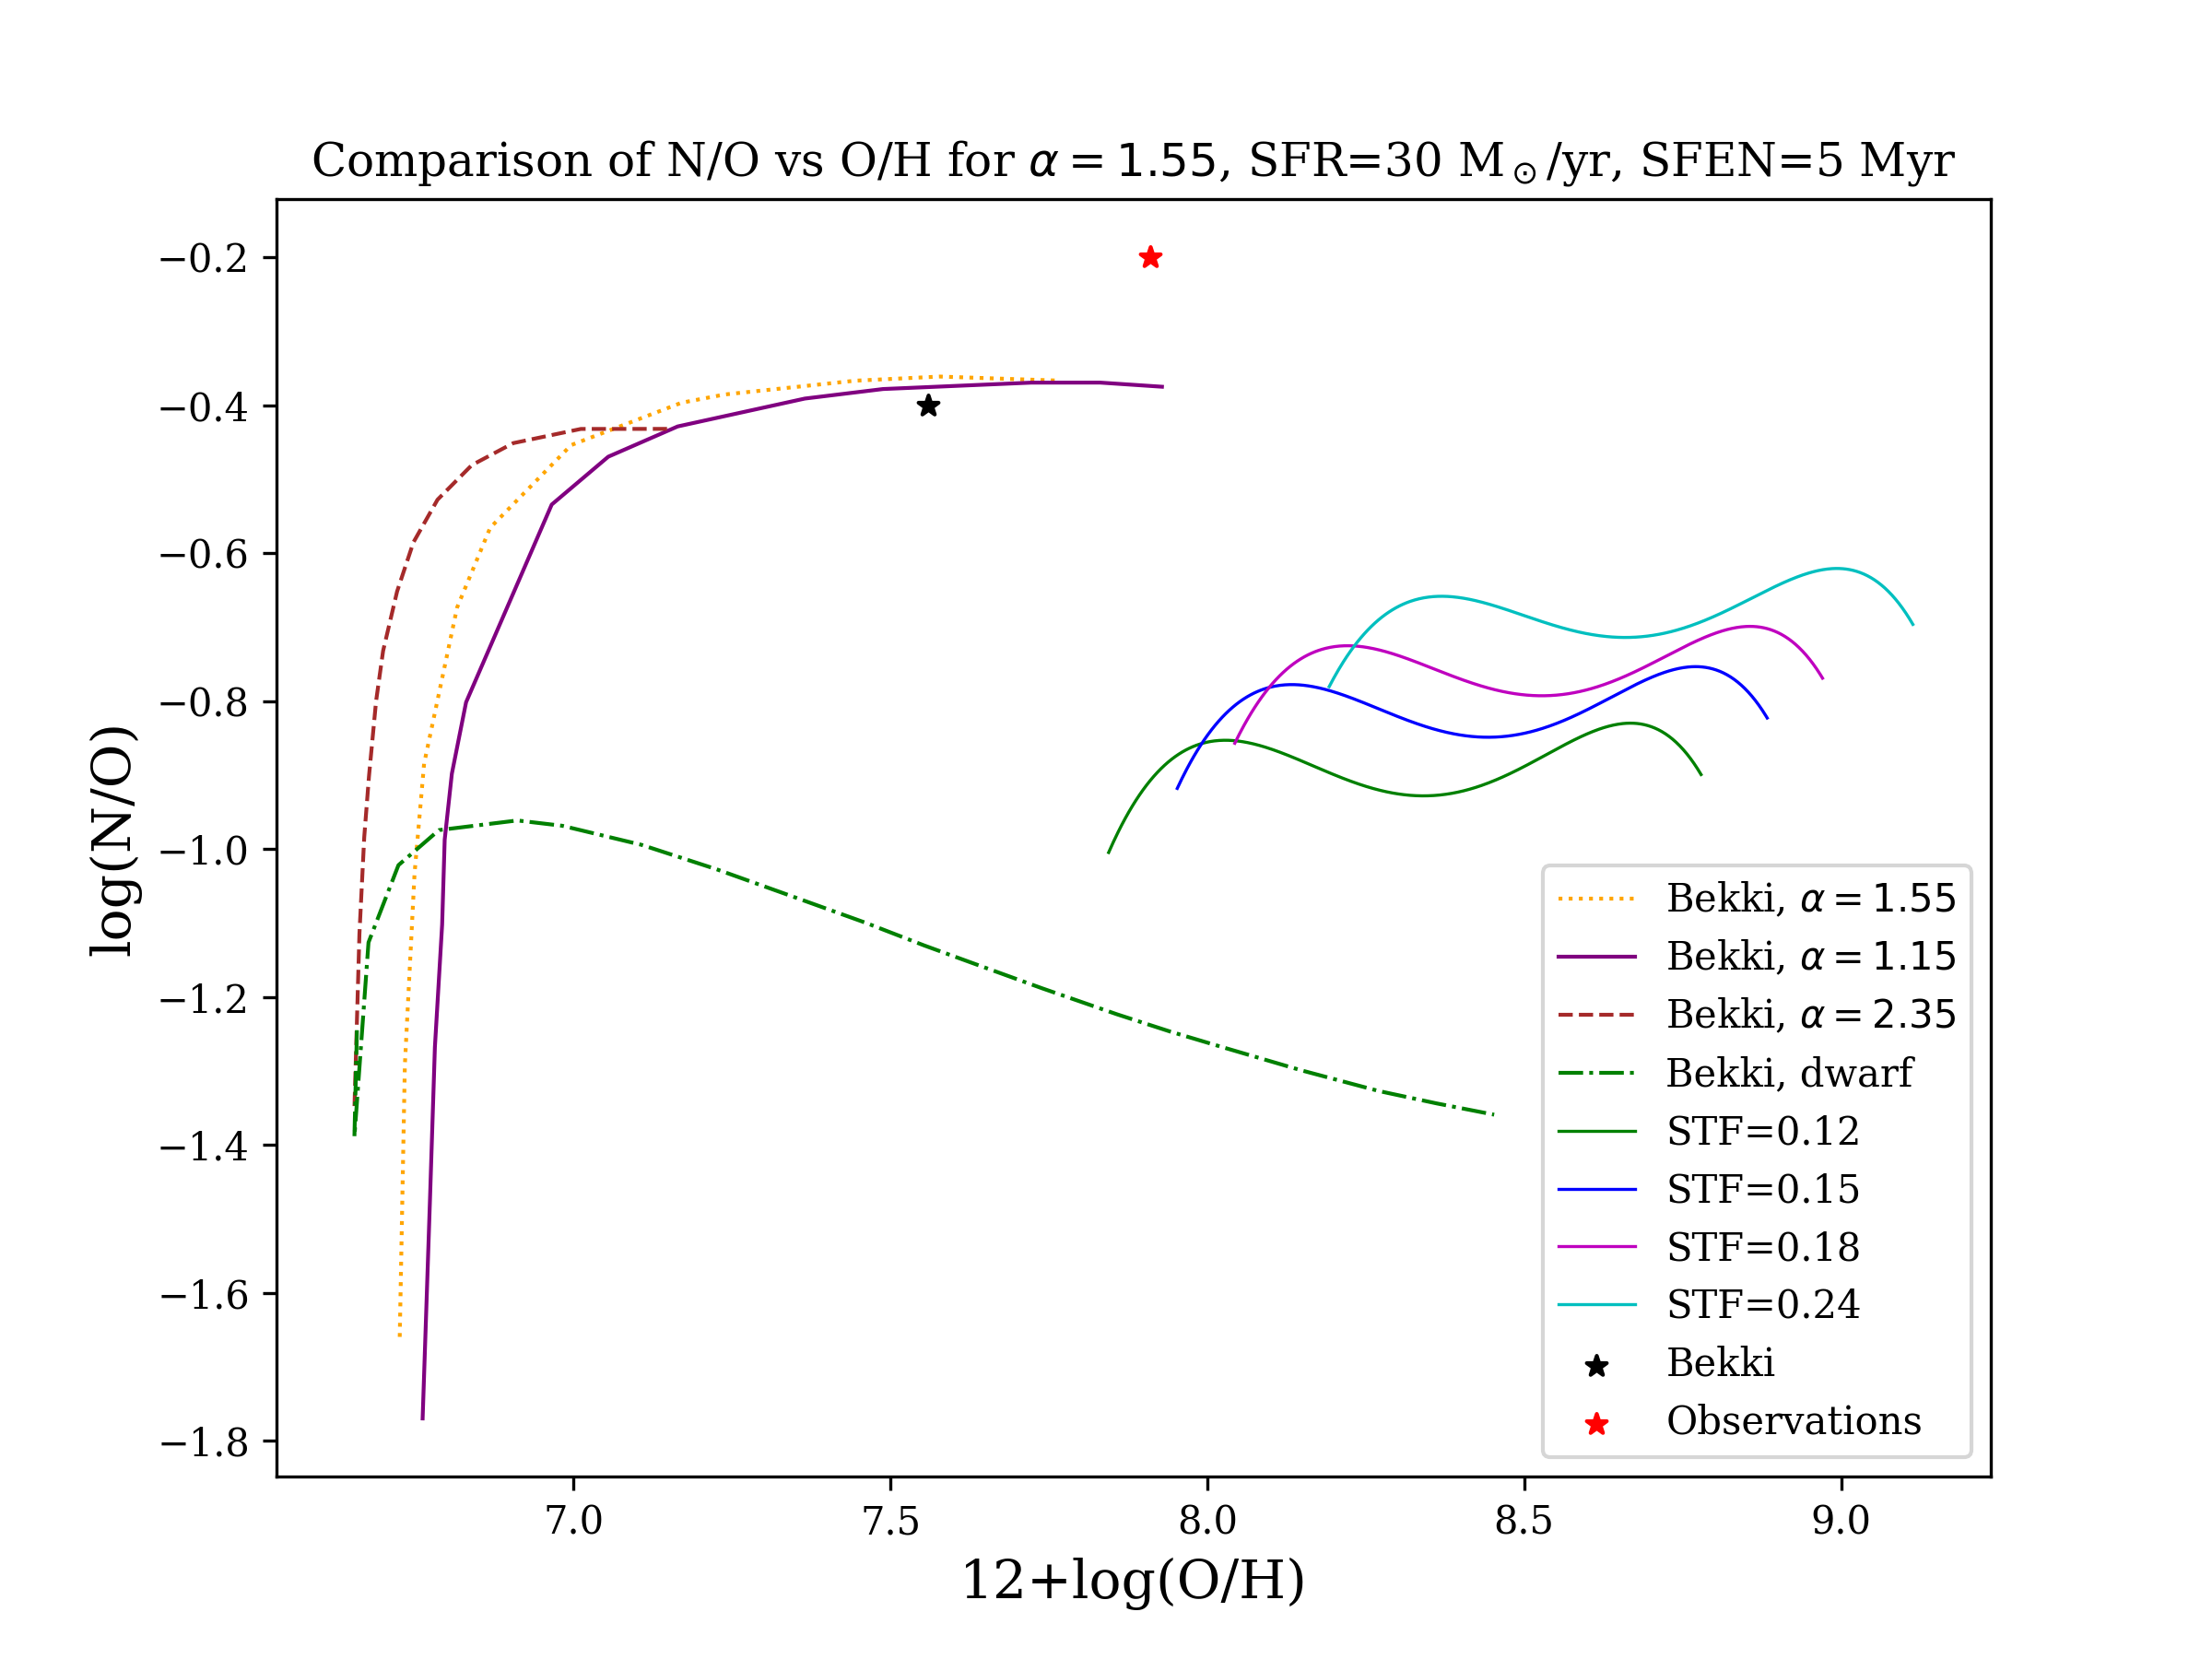 Comparison of N/O vs O/H for α = 1.55, SFR=30 M⊙/yr, SFEN=5 Myr
log(N/O)
−0.2
−0.4
−0.6
−0.8
−1.0
−1.2
−1.4
−1.6
−1.8
Bekki, α = 1.55
Bekki, α = 1.15
Bekki, α = 2.35
Bekki, dwarf
STF=0.12
STF=0.15
STF=0.18
STF=0.24
Bekki
Observations
7.0 7.5 8.0 8.5 9.0
12+log(O/H)